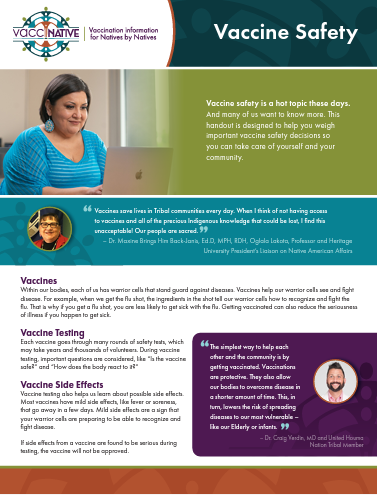 VACCINATIVE
Vaccination information
for Natives by Natives
Vaccine Safety
Vaccine safety is a hot topic these days.
And many of us want to know more. This
handout is designed to help you weigh
important vaccine safety decisions so
you can take care of yourself and your
community.
“ Vaccines save lives in Tribal communities every day. When I think of not having access
to vaccines and all of the precious Indigenous knowledge that could be lost, I find this
unacceptable! Our people are sacred. ”
– Dr. Maxine Brings Him Back-Janis, Ed.D, MPH, RDH, Oglala Lakota, Professor and Heritage
University President's Liaison on Native American Affairs
Vaccines
Within our bodies, each of us has warrior cells that stand guard against diseases. Vaccines help our warrior cells see and fight
disease. For example, when we get the flu shot, the ingredients in the shot tell our warrior cells how to recognize and fight the
flu. That is why if you get a flu shot, you are less likely to get sick with the flu. Getting vaccinated can also reduce the seriousness
of illness if you happen to get sick.
Vaccine Testing
Each vaccine goes through many rounds of safety tests, which
may take years and thousands of volunteers. During vaccine
testing, important questions are considered, like “Is the vaccine
safe?” and “How does the body react to it?”
Vaccine Side Effects
Vaccine testing also helps us learn about possible side effects.
Most vaccines have mild side effects, like fever or soreness,
that go away in a few days. Mild side effects are a sign that
your warrior cells are preparing to be able to recognize and
fight disease.
If side effects from a vaccine are found to be serious during
testing, the vaccine will not be approved.
“ The simplest way to help each
other and the community is by
getting vaccinated. Vaccinations
are protective. They also allow
our bodies to overcome disease in
a shorter amount of time. This, in
turn, lowers the risk of spreading
diseases to our most vulnerable –
like our Elderly or infants. ”
– Dr. Craig Verdin, MD and United Houma
Nation Tribal Member